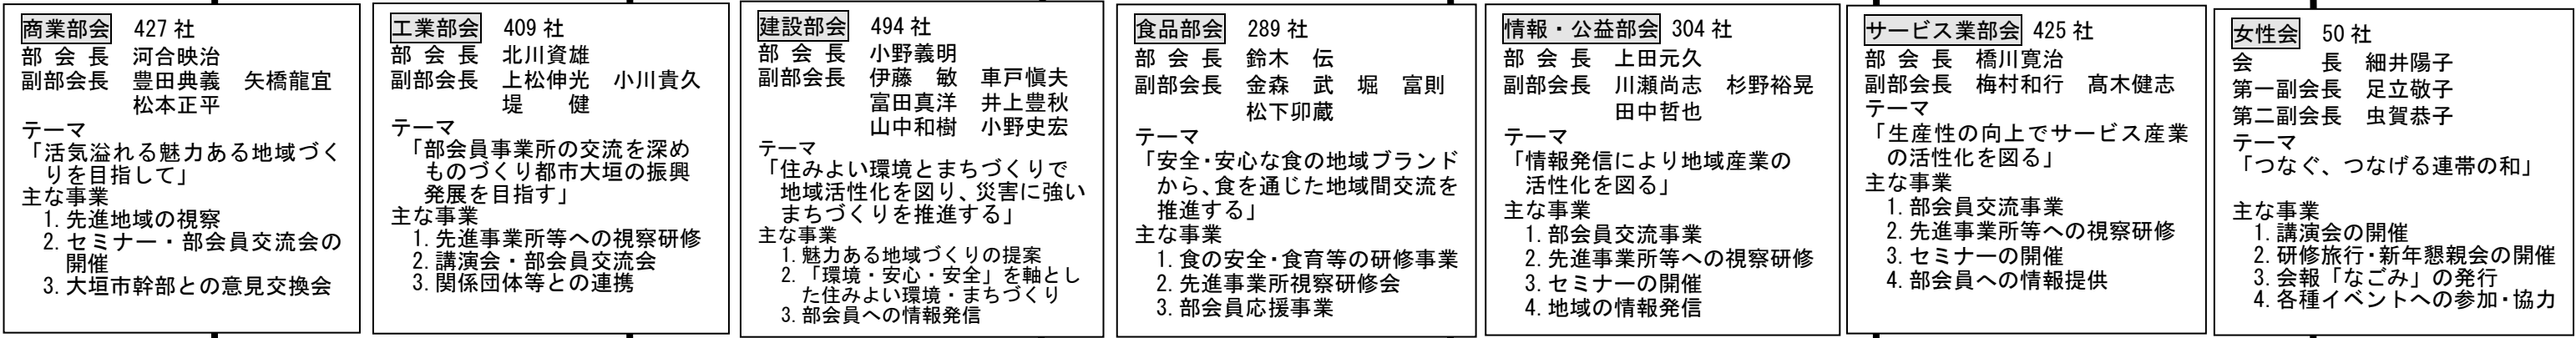 商業部会 427社
部会長 河合映治
副部会長 豊田典義 矢橋龍宜
松本正平
テーマ
「活気溢れる魅力ある地域づく
りを目指して」
主な事業
1.先進地域の視察
2.セミナー・部会員交流会の
開催
3.大垣市幹部との意見交換会
工業部会 409社
部会長 北川資雄
副部会長 上松伸光 小川貴久
堤 健
テーマ
「部会員事業所の交流を深め
ものづくり都市大垣の振興
発展を目指す」
主な事業
1.先進事業所等への視察研修
2.講演会・部会員交流会
3.関係団体等との連携
建設部会 494社
部会長 小野義明
副部会長 伊藤 敏 車戸愼夫
富田真洋 井上豊秋
山中和樹 小野史宏
テーマ
「住みよい環境とまちづくりで
地域活性化を図り、災害に強い
まちづくりを推進する」
主な事業
1.魅力ある地域づくりの提案
2.「環境・安心・安全」を軸とし
た住みよい環境・まちづくり
3.部会員への情報発信
食品部会 289社
部会長 鈴木 伝
副部会長 金森 武 堀 富則
松下卯蔵
テーマ
「安全・安心な食の地域ブランド
から、食を通じた地域間交流を
推進する」
主な事業
1.食の安全・食育等の研修事業
2.先進事業所視察研修会
3.部会員応援事業
情報・公益部会 304社
部会長 上田元久
副部会長 川瀬尚志 杉野裕晃
田中哲也
テーマ
「情報発信により地域産業の
活性化を図る」
主な事業
1.部会員交流事業
2.先進事業所等への視察研修
3.セミナーの開催
4.地域の情報発信
サービス業部会 425社
部会長 橋川寛治
副部会長 梅村和行 髙木健志
テーマ
「生産性の向上でサービス産業
の活性化を図る」
主な事業
1.部会員交流事業
2.先進事業所等への視察研修
3.セミナーの開催
4.部会員への情報提供
女性会 50社
会長 細井陽子
第一副会長 足立敬子
第二副会長 虫賀恭子
テーマ
「つなぐ、つなげる連帯の和」
主な事業
1.講演会の開催
2.研修旅行・新年懇親会の開催
3.会報「なごみ」の発行
4.各種イベントへの参加・協力